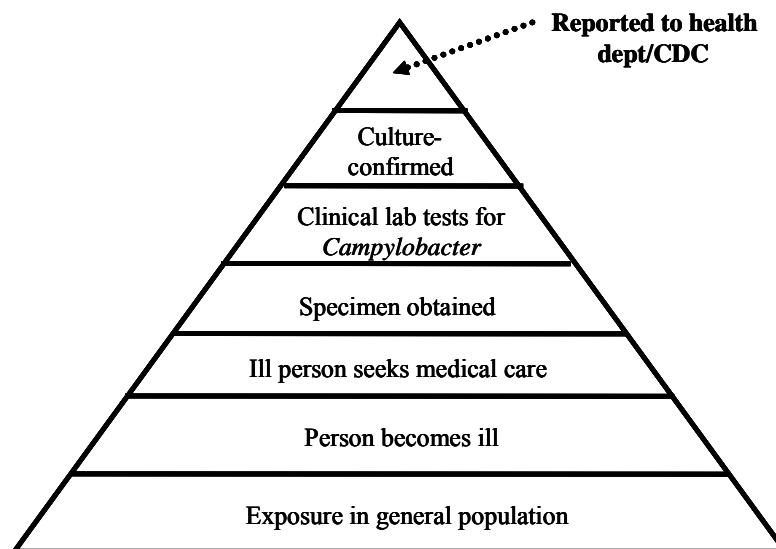 Reported to health
dept/CDC
Culture-
confirmed
Clinical lab tests for
Campylobacter
Specimen obtained
Ill person seeks medical care
Person becomes ill
Exposure in general population